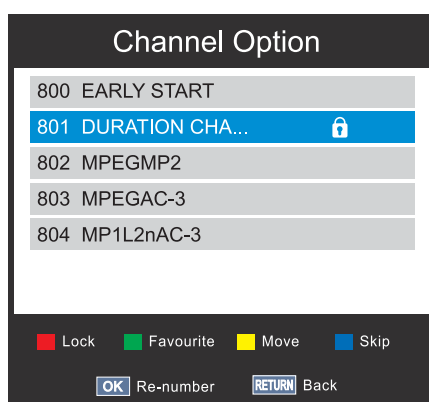 Channel Option
800 EARLY START
801 DURATION CHA...
802 MPEGMP2
803 MPEGAC-3
804 MP1L2nAC-3
Lock Favourite Move Skip
OK Re-number RETURN Back